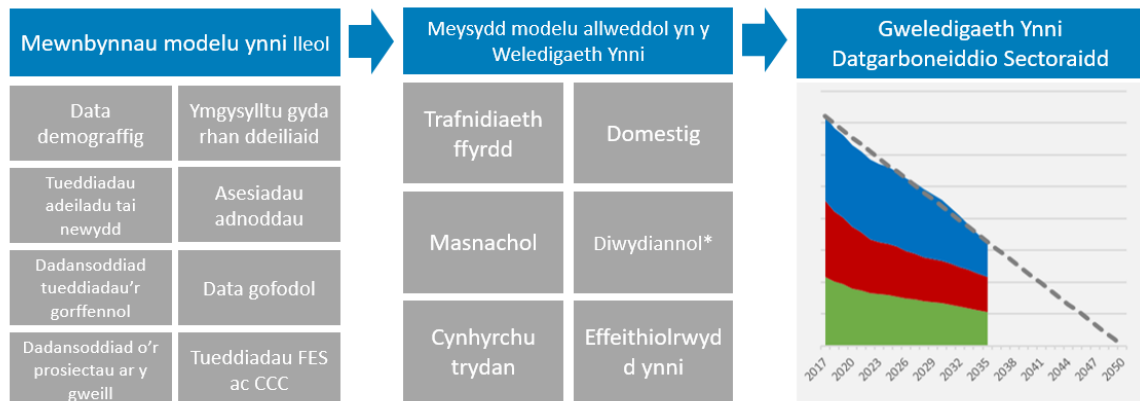 Mewnbynnau modelu ynni lleol
Data
demograffig
Ymgysylltu gyda
rhan ddeiliaid
Tueddiadau
adeiladu tai
newydd
Asesiadau
adnoddau
Dadansoddiad
tueddiadau'r
gorffennol
Data gofodol
Dadansoddiad o'r
prosiectau ar y
gweill
Tueddiadau FES
ac CCC
Meysydd modelu allweddol yn y
Weledigaeth Ynni
Trafnidiaeth
ffyrdd
Domestig
Masnachol
Diwydiannol*
Cynhyrchu
trydan
Effeithiolrwyd
d ynni
Gweledigaeth Ynni
Datgarboneiddio Sectoraidd
2017 2020 2023 2026 2029 2032 2035 2038 2041 2044 2047 2050